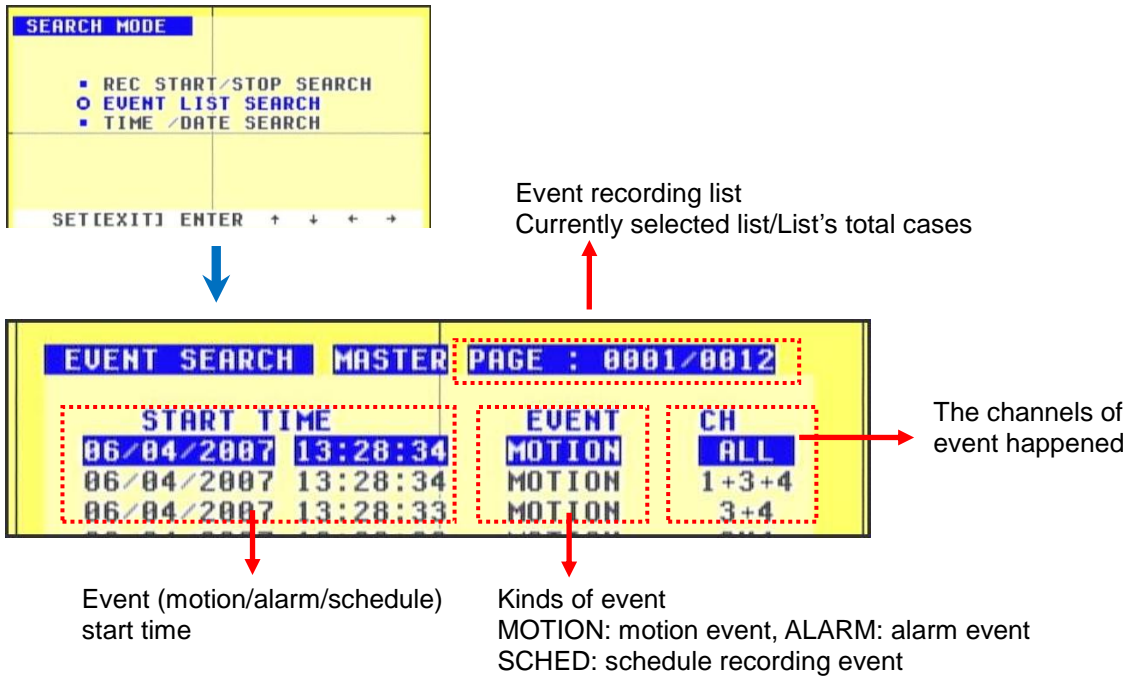 SEARCH MODE
REC START/STOP SEARCH
EVENT LIST SEARCH
TIME /DATE SEARCH
SET[EXIT] ENTER ↑ ↓ ← →
Event recording list
Currently selected list/List's total cases
EVENT SEARCH MASTER PAGE : 0001/0012
START TIME EVENT CH
06/04/2007 13:28:34 MOTION ALL
06/04/2007 13:28:34 MOTION 1+3+4
06/04/2007 13:28:33 MOTION 3+4
The channels of
event happened
Event (motion/alarm/schedule)
start time
Kinds of event
MOTION: motion event, ALARM: alarm event
SCHED: schedule recording event